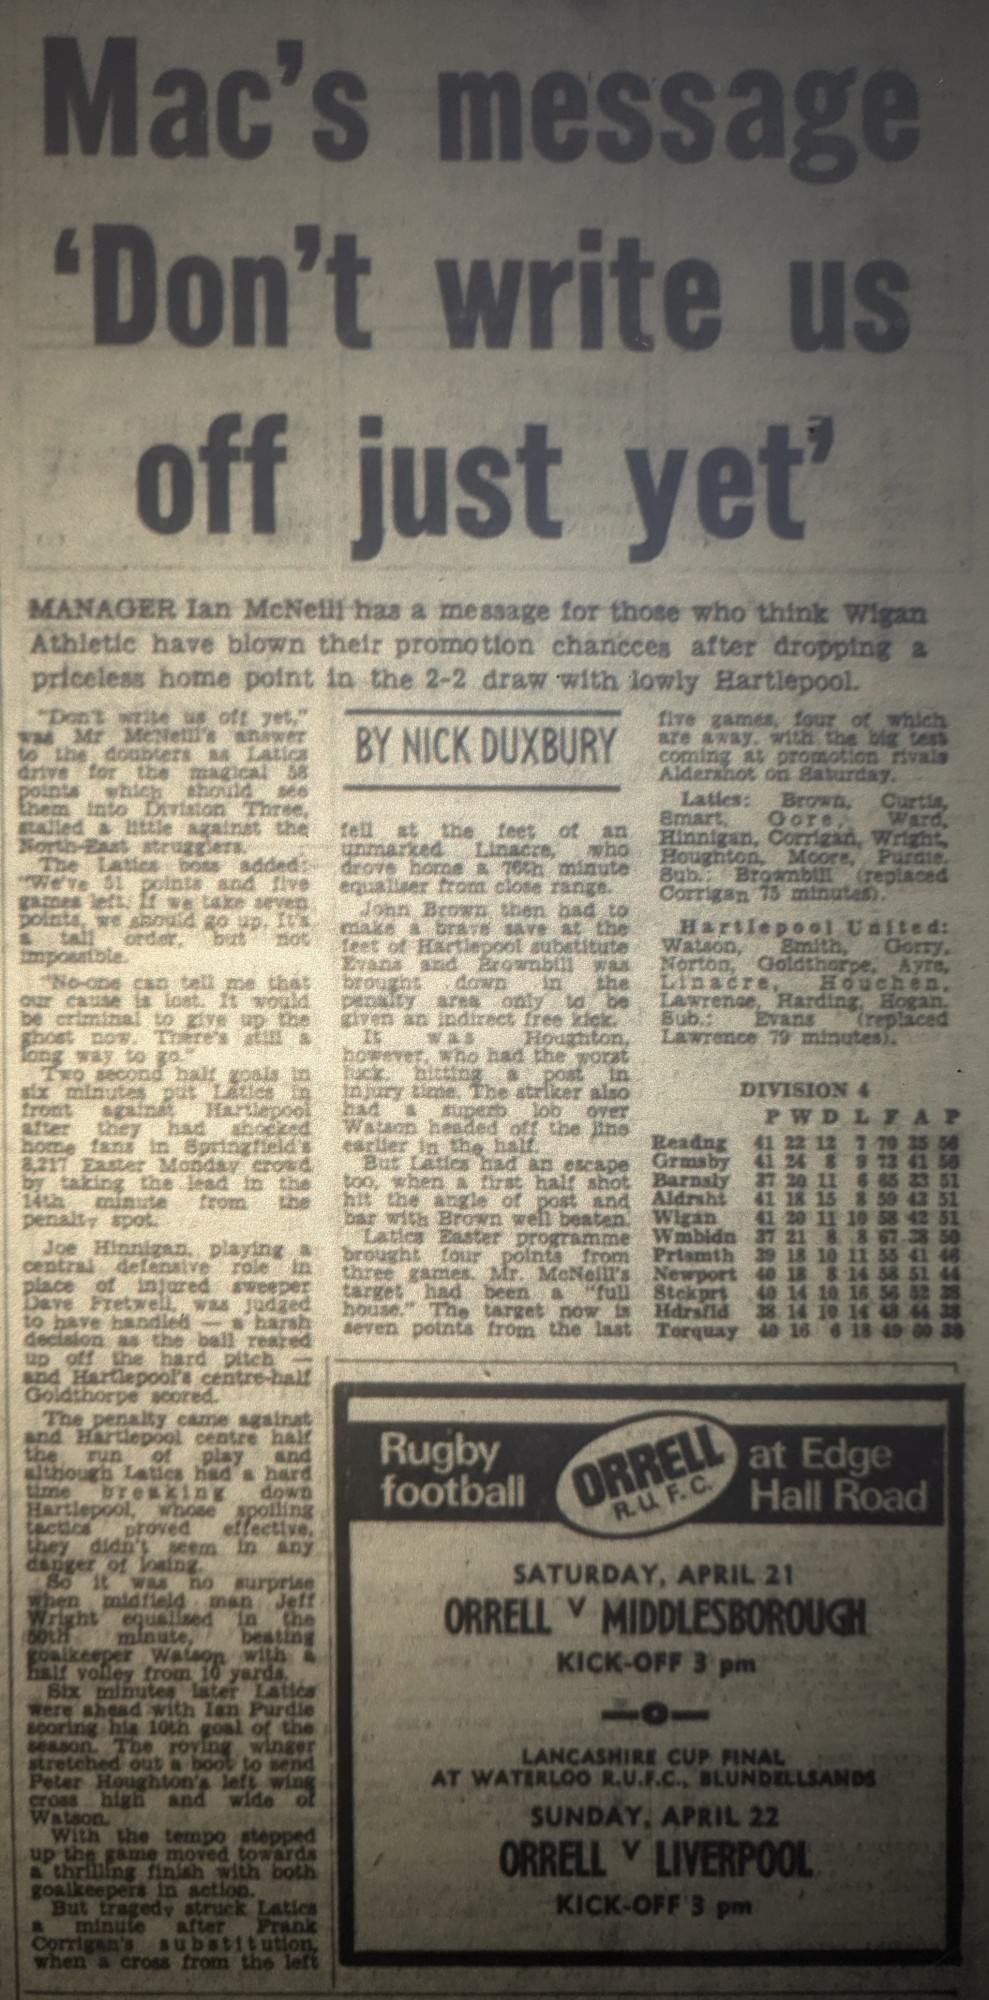 Mac's message
'Don't write us
off just yet'
MANAGER Ian McNeill has a message for those who think Wigan
Athletic have blown their promotion chancces after dropping a
priceless home point in the 2-2 draw with lowly Hartlepool.
"Don't write us off yet,"
was Mr McNeill's answer
to the doubters as Latics
drive for the magical 58
points which should see
them into Division Three,
stalled a little against the
North-East strugglers.
The Latics boss added:
"We've 51 points and five
games left. If we take seven
points, we should go up. It's
a tall order, but not
impossible.
"No-one can tell me that
our cause is lost. It would
be criminal to give up the
ghost now. There's still a
long way to go."
Two second half goals in
six minutes put Latics in
front against Hartlepool
after they had shocked
home fans in Springfield's
8,217 Easter Monday crowd
by taking the lead in the
14th minute from the
penalty spot.
Joe Hinnigan, playing a
central defensive role in
place of injured sweeper
Dave Fretwell, was judged
to have handled — a harsh
decision as the ball reared
up off the hard pitch —
and Hartlepool's centre-half
Goldthorpe scored.
The penalty came against
and Hartlepool centre half
the run of play and
although Latics had a hard
time breaking down
Hartlepool, whose spoiling
tactics proved effective,
they didn't seem in any
danger of losing.
So it was no surprise
when midfield man Jeff
Wright equalised in the
minute, beating
goalkeeper Watson with a
half volley from 10 yards.
Six minutes later Latics
were ahead with Ian Purdie
scoring his 10th goal of the
season. The roving winger
stretched out a boot to send
Peter Houghton's left wing
cross high and wide of
Watson.
With the tempo stepped
up the game moved towards
a thrilling finish with both
goalkeepers in action.
But tragedy struck Latics
a minute after Frank
Corrigan's substitution,
when a cross from the left
BY NICK DUXBURY
fell at the feet of an
unmarked Linacre, who
drove home a 76th minute
equaliser from close range.
John Brown then had to
make a brave save at the
feet of Hartlepool substitute
Evans and Brownbill was
brought down in the
penalty area only to be
given an indirect free kick.
It was Houghton,
however, who had the worst
luck, hitting a post in
injury time. The striker also
had a superb lob over
Watson headed off the line
earlier in the half.
But Latics had an escape
too, when a first half shot
hit the angle of post and
bar with Brown well beaten.
Latics Easter programme
brought four points from
three games. Mr. McNeill's
target had been a "full
house." The target now is
seven points from the last
five games, four of which
are away, with the big test
coming at promotion rivals
Aldershot on Saturday.
Latics: Brown, Curtis,
Smart, Gore, Ward,
Hinnigan, Corrigan, Wright,
Houghton, Moore, Purdie.
Sub.: Brownbill (replaced
Corrigan 75 minutes).
Hartlepool United:
Watson, Smith, Gorry,
Norton, Goldthorpe, Ayre,
Linacre, Houchen,
Lawrence, Harding, Hogan.
Sub.: Evans (replaced
Lawrence 79 minutes).
DIVISION 4
P W D L F A P
Readng 41 22 12 7 70 35 56
Grmsby 41 24 8 9 73 41 56
Barnsly 37 20 11 6 65 33 51
Aldrsht 41 18 15 8 59 42 51
Wigan 41 20 11 10 58 42 51
Wmbldn 37 21 8 8 67 38 50
Prtsmth 39 18 10 11 55 41 46
Newport 40 18 8 14 58 51 44
Stckprt 40 14 10 16 56 52 38
Hdrsfld 38 14 10 14 48 44 38
Torquay 40 16 6 18 49 60 38
Rugby football
ORRELL
R.U.F.C.
at Edge Hall Road
SATURDAY, APRIL 21
ORRELL v MIDDLESBOROUGH
KICK-OFF 3 pm
LANCASHIRE CUP FINAL
AT WATERLOO R.U.F.C., BLUNDELLSANDS
SUNDAY, APRIL 22
ORRELL v LIVERPOOL
KICK-OFF 3 pm